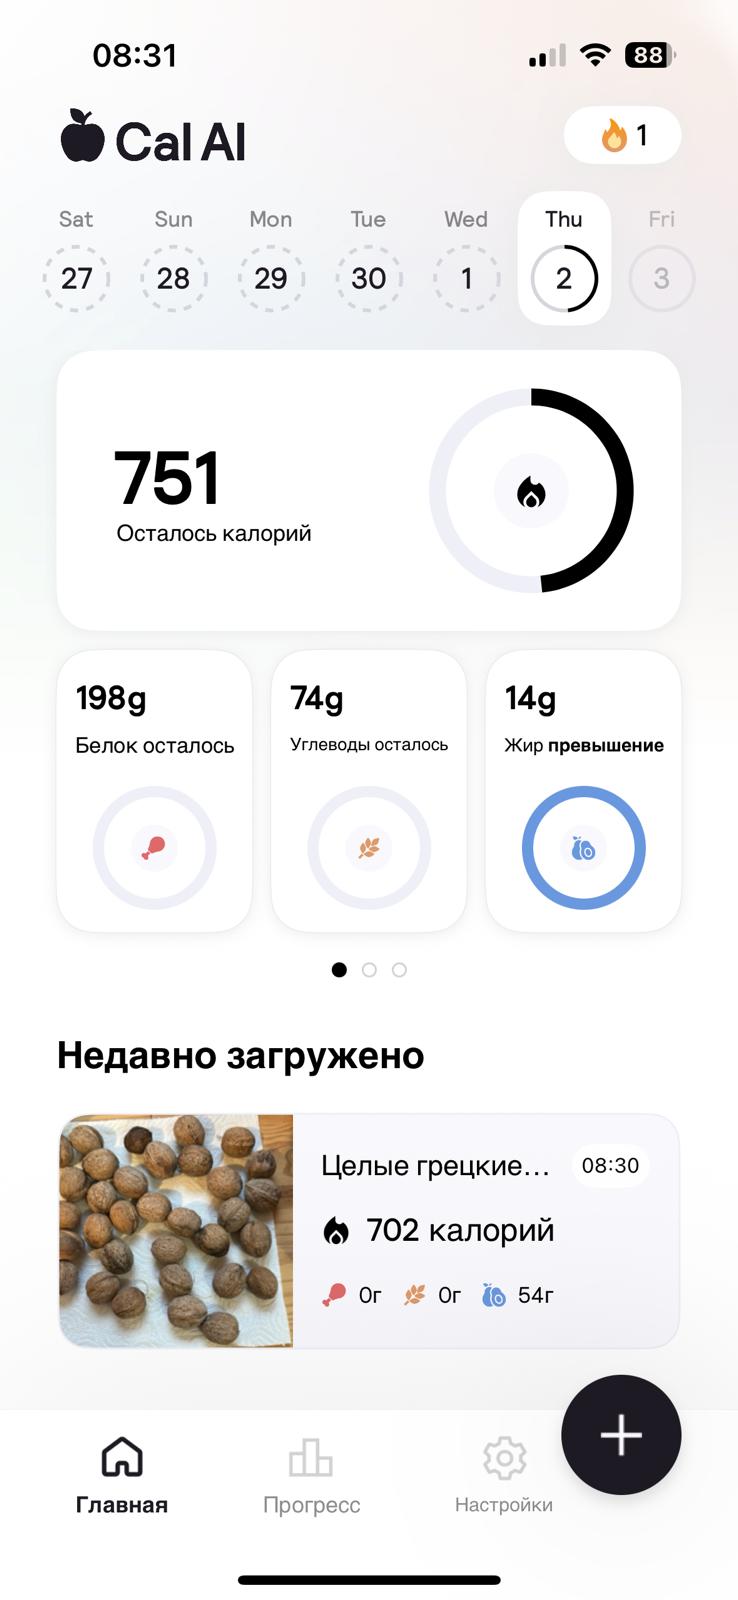 08:31
88
Cal AI
1
Sat Sun Mon Tue Wed Thu Fri
27 28 29 30 1 2 3
751
Осталось калорий
198g
Белок осталось
74g
Углеводы осталось
14g
Жир превышение
Недавно загружено
Целые грецкие... 08:30
702 калорий
0г 0г 54г
Главная Прогресс Настройки